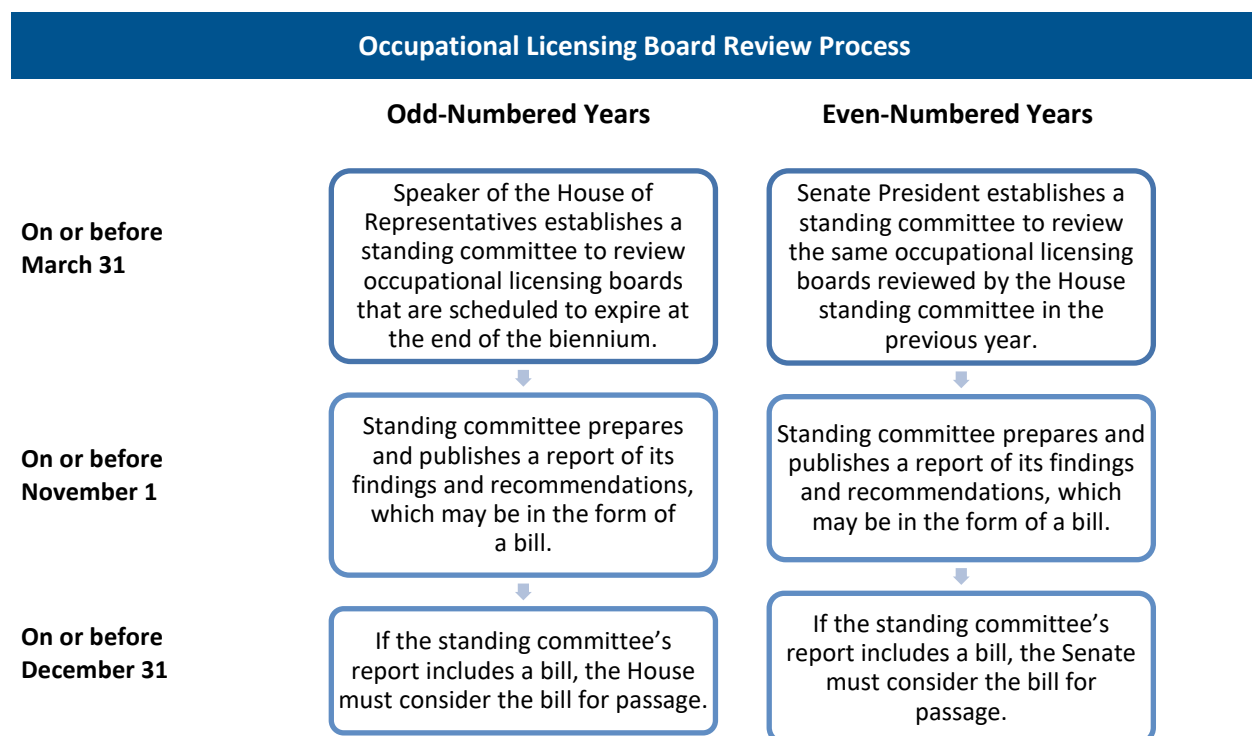 Occupational Licensing Board Review Process
Odd-Numbered Years
Even-Numbered Years
On or before
March 31
Speaker of the House of
Representatives establishes a
standing committee to review
occupational licensing boards
that are scheduled to expire at
the end of the biennium.
Senate President establishes a
standing committee to review
the same occupational licensing
boards reviewed by the House
standing committee in the
previous year.
On or before
November 1
Standing committee prepares
and publishes a report of its
findings and recommendations,
which may be in the form of
a bill.
Standing committee prepares and
publishes a report of its findings
and recommendations, which
may be in the form of a bill.
On or before
December 31
If the standing committee’s
report includes a bill, the House
must consider the bill for passage.
If the standing committee’s
report includes a bill, the Senate
must consider the bill for
passage.